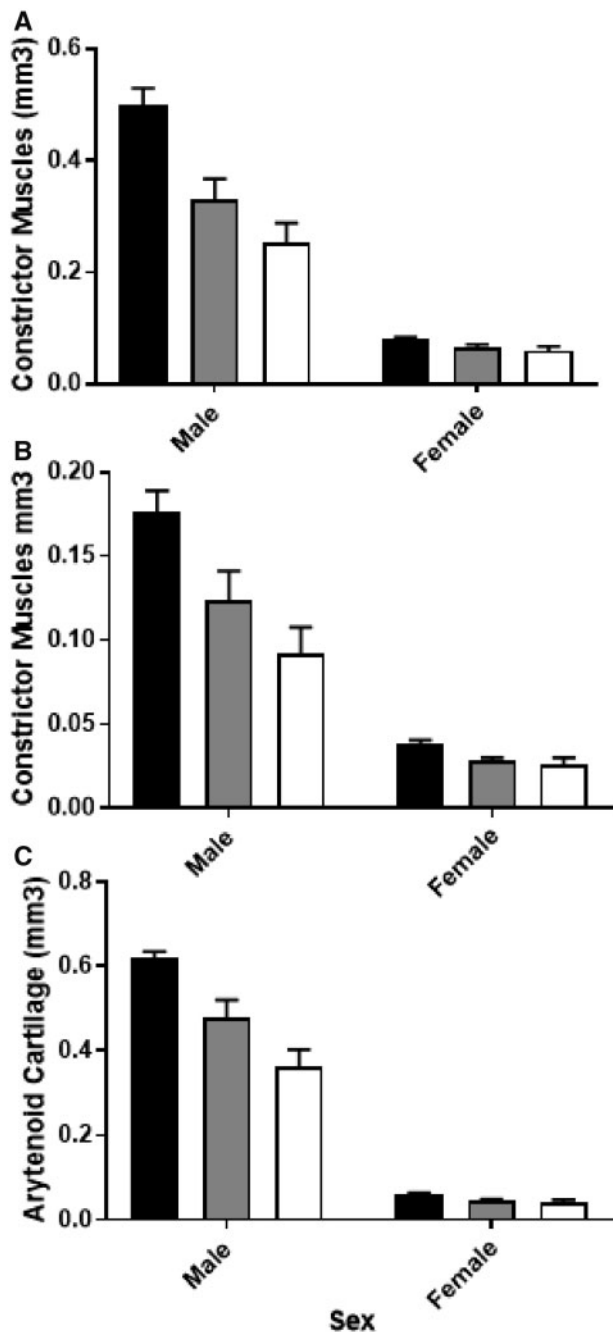 A
Constrictor Muscles (mm3)
0.6
0.4
0.2
0.0
Male
Female
B
Constrictor Muscles mm3
0.20
0.15
0.10
0.05
0.00
Male
Female
C
Arytenoid Cartilage (mm3)
0.8
0.6
0.4
0.2
0.0
Male
Female
Sex